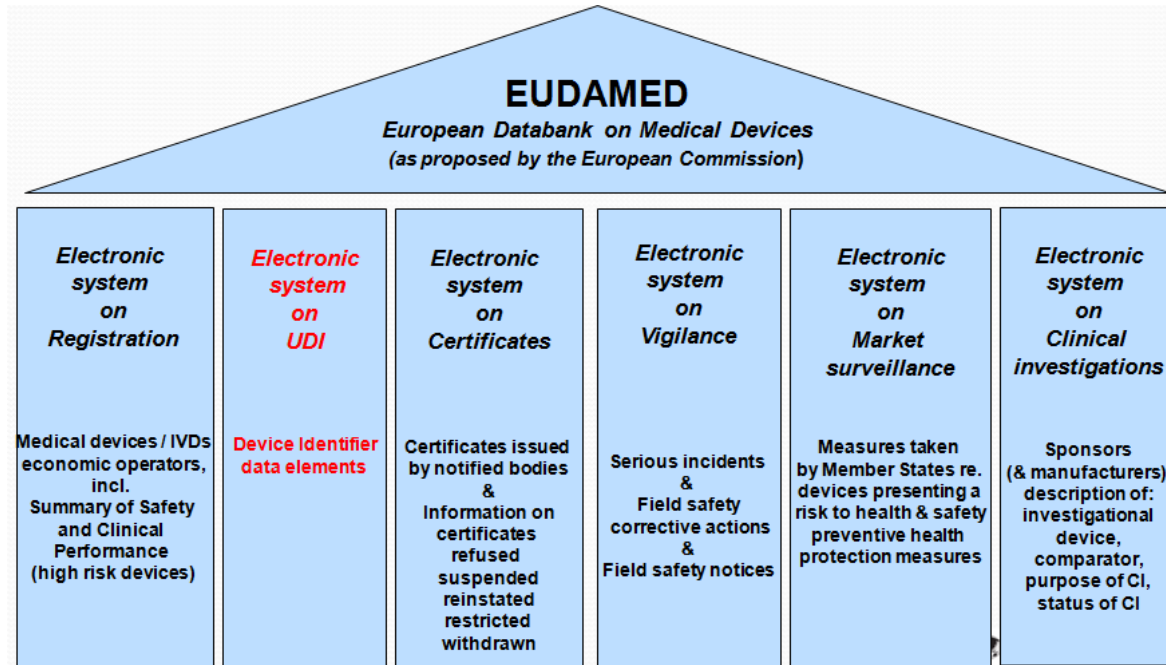 EUDAMED
European Databank on Medical Devices
(as proposed by the European Commission)
Electronic
system
on
Registration
Medical devices / IVDs
economic operators,
incl.
Summary of Safety
and Clinical
Performance
(high risk devices)
Electronic
system
on
UDI
Device Identifier
data elements
Electronic
system
on
Certificates
Certificates issued
by notified bodies
&
Information on
certificates
refused
suspended
reinstated
restricted
withdrawn
Electronic
system
on
Vigilance
Serious incidents
&
Field safety
corrective actions
&
Field safety notices
Electronic
system
on
Market
surveillance
Measures taken
by Member States re.
devices presenting a
risk to health & safety
preventive health
protection measures
Electronic
system
on
Clinical
investigations
Sponsors
(& manufacturers)
description of:
investigational
device,
comparator,
purpose of CI,
status of CI